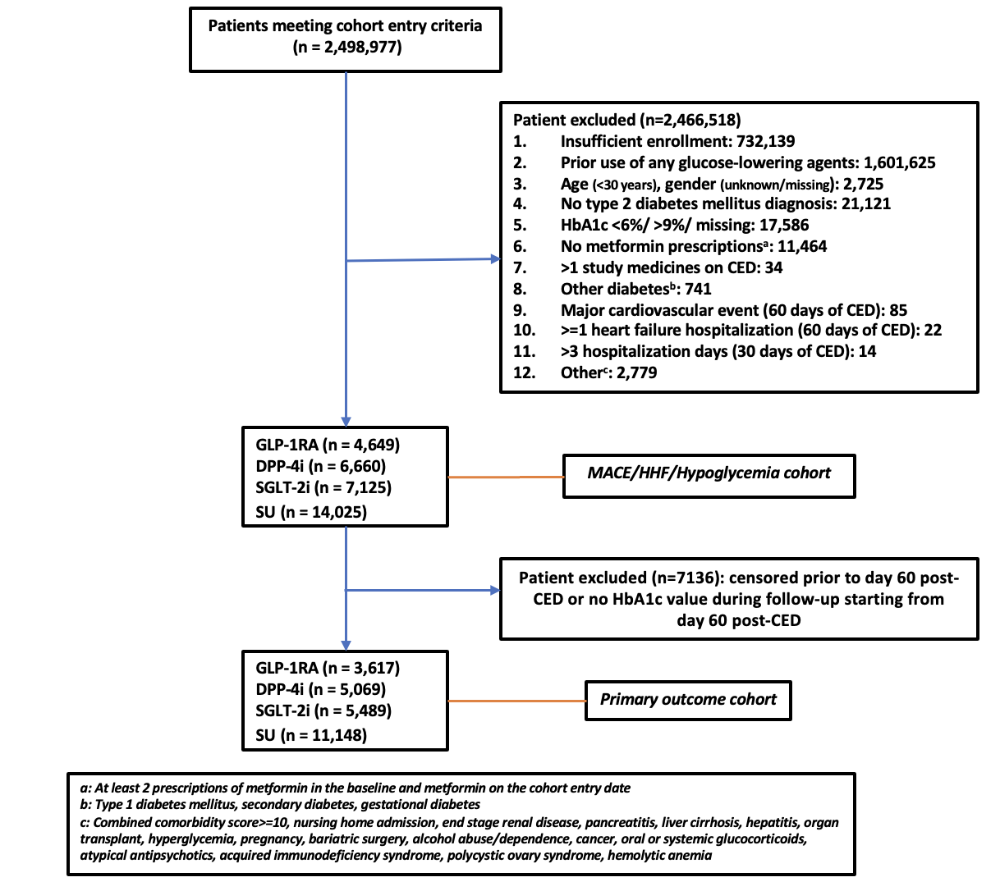 Patients meeting cohort entry criteria
(n = 2,498,977)
Patient excluded (n=2,466,518)
1. Insufficient enrollment: 732,139
2. Prior use of any glucose-lowering agents: 1,601,625
3. Age (<30 years), gender (unknown/missing): 2,725
4. No type 2 diabetes mellitus diagnosis: 21,121
5. HbA1c <6%/ >9%/ missing: 17,586
6. No metformin prescriptionsᵃ: 11,464
7. >1 study medicines on CED: 34
8. Other diabetesᵇ: 741
9. Major cardiovascular event (60 days of CED): 85
10. >=1 heart failure hospitalization (60 days of CED): 22
11. >3 hospitalization days (30 days of CED): 14
12. Otherᶜ: 2,779
GLP-1RA (n = 4,649)
DPP-4i (n = 6,660)
SGLT-2i (n = 7,125)
SU (n = 14,025)
MACE/HHF/Hypoglycemia cohort
Patient excluded (n=7136): censored prior to day 60 post-
CED or no HbA1c value during follow-up starting from
day 60 post-CED
GLP-1RA (n = 3,617)
DPP-4i (n = 5,069)
SGLT-2i (n = 5,489)
SU (n = 11,148)
Primary outcome cohort
a: At least 2 prescriptions of metformin in the baseline and metformin on the cohort entry date
b: Type 1 diabetes mellitus, secondary diabetes, gestational diabetes
c: Combined comorbidity score>=10, nursing home admission, end stage renal disease, pancreatitis, liver cirrhosis, hepatitis, organ
transplant, hyperglycemia, pregnancy, bariatric surgery, alcohol abuse/dependence, cancer, oral or systemic glucocorticoids,
atypical antipsychotics, acquired immunodeficiency syndrome, polycystic ovary syndrome, hemolytic anemia